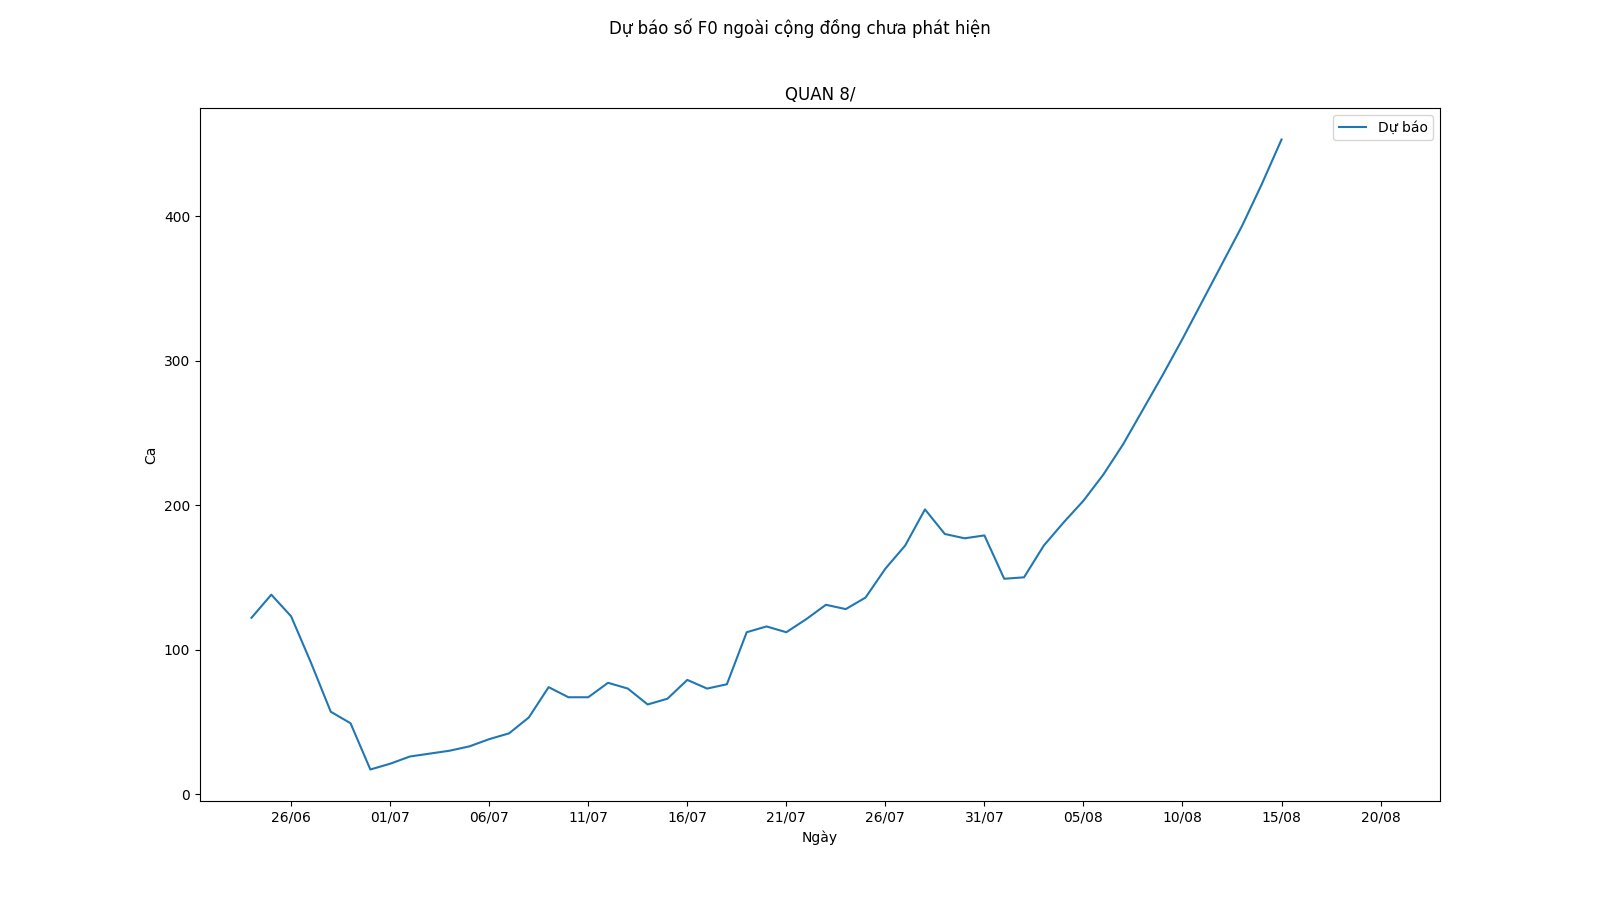 Dự báo số F0 ngoài cộng đồng chưa phát hiện
QUAN 8/
Dự báo
400
300
200
100
0
Ca
26/06 01/07 06/07 11/07 16/07 21/07 26/07 31/07 05/08 10/08 15/08 20/08
Ngày